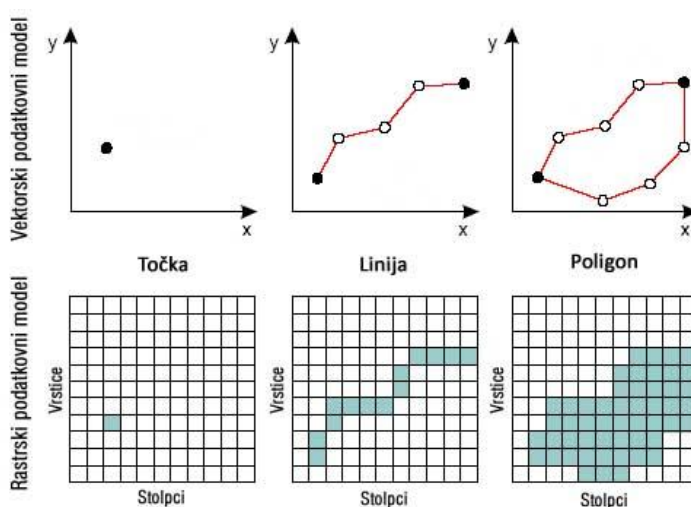 Vektorski podatkovni model
y
x
y
x
y
x
Točka
Linija
Poligon
Rastrski podatkovni model
Vrstice
Stolpci
Vrstice
Stolpci
Vrstice
Stolpci